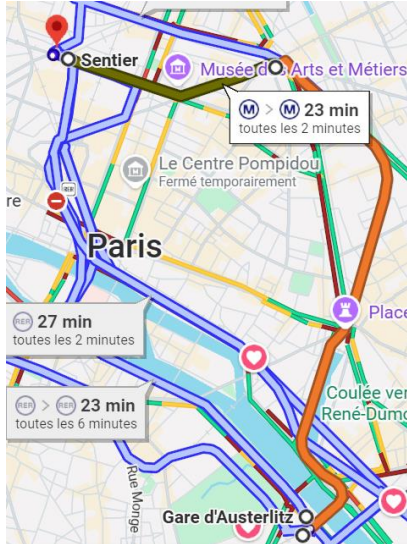 Sentier
Musée des Arts et Métiers
M > M 23 min
toutes les 2 minutes
Le Centre Pompidou
Fermé temporairement
RER
re
Paris
Place
RER 27 min
toutes les 2 minutes
RER > RER 23 min
toutes les 6 minutes
Coulée ver
René-Dumo
Rue Monge
Gare d'Austerlitz